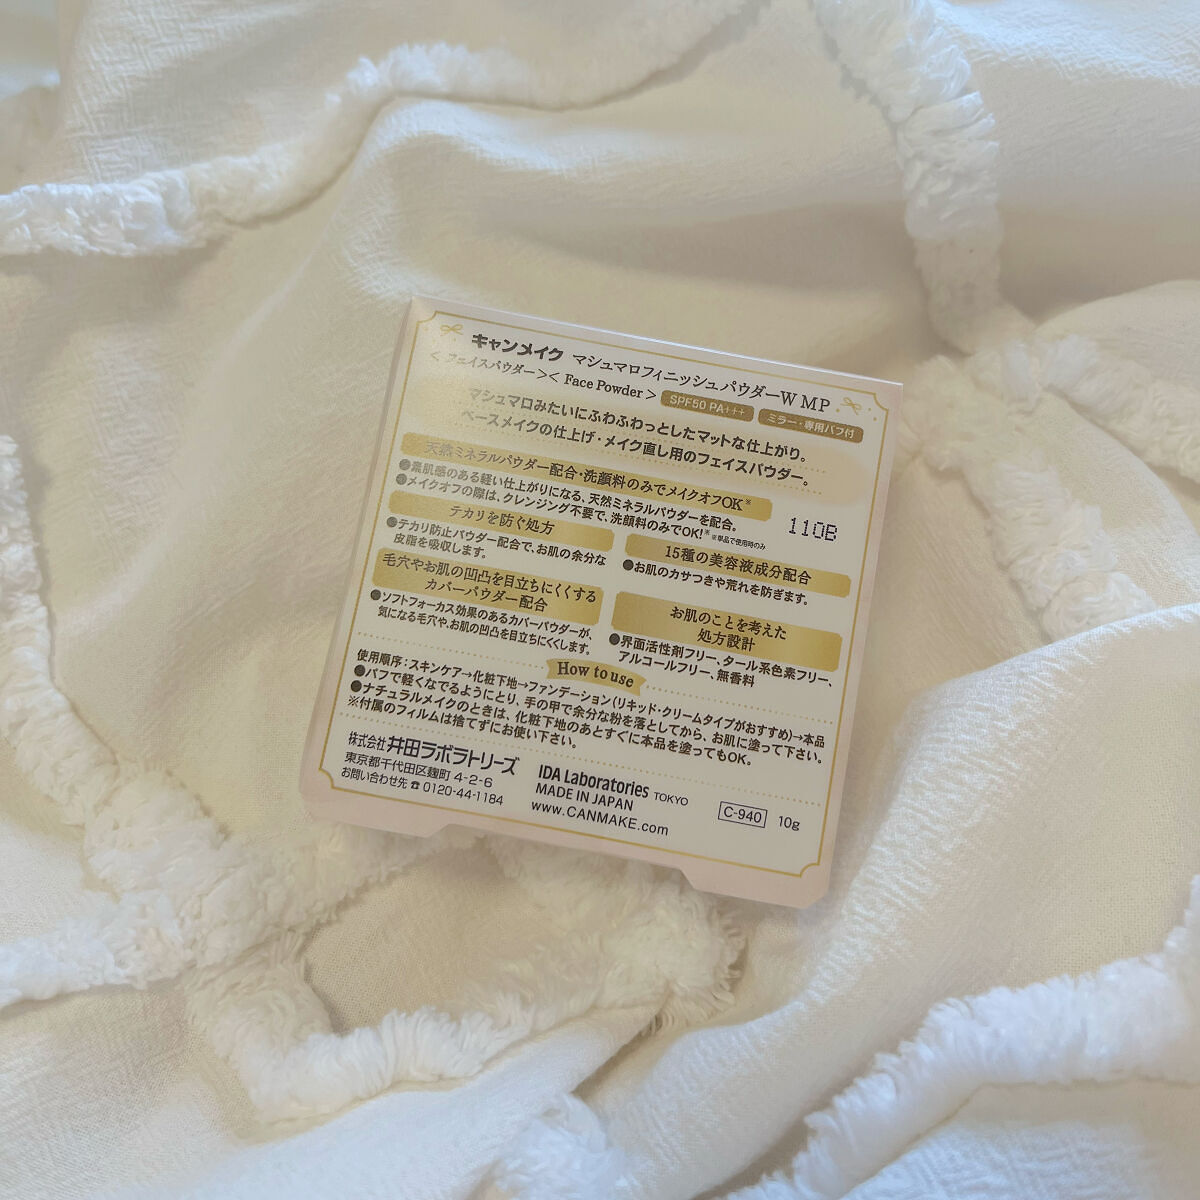 キャンメイク マシュマロフィニッシュパウダーW MP
<フェイスパウダー><Face Powder> SPF50 PA+++ ミラー・専用パフ付
マシュマロみたいにふわふわっとしたマットな仕上がり。
ベースメイクの仕上げ・メイク直し用のフェイスパウダー。
天然ミネラルパウダー配合・洗顔料のみでメイクオフOK※
●素肌感のある軽い仕上がりになる、天然ミネラルパウダーを配合。
●メイクオフの際は、クレンジング不要で、洗顔料のみでOK!※ ※単品で使用時のみ
110B
テカリを防ぐ処方
●テカリ防止パウダー配合で、お肌の余分な
皮脂を吸収します。
15種の美容液成分配合
●お肌のカサつきや荒れを防ぎます。
毛穴やお肌の凹凸を目立ちにくくする
カバーパウダー配合
●ソフトフォーカス効果のあるカバーパウダーが、
気になる毛穴や、お肌の凹凸を目立ちにくくします。
お肌のことを考えた
処方設計
●界面活性剤フリー、タール系色素フリー、
アルコールフリー、無香料
How to use
使用順序：スキンケア→化粧下地→ファンデーション(リキッド・クリームタイプがおすすめ)→本品
●パフで軽くなでるようにとり、手の甲で余分な粉を落としてから、お肌に塗って下さい。
●ナチュラルメイクのときは、化粧下地のあとすぐに本品を塗ってもOK。
※付属のフィルムは捨てずにお使い下さい。
株式会社 井田ラボラトリーズ
東京都千代田区麹町 4-2-6
お問い合わせ先 ☎ 0120-44-1184
IDA Laboratories TOKYO
MADE IN JAPAN
www.CANMAKE.com
C-940 10g